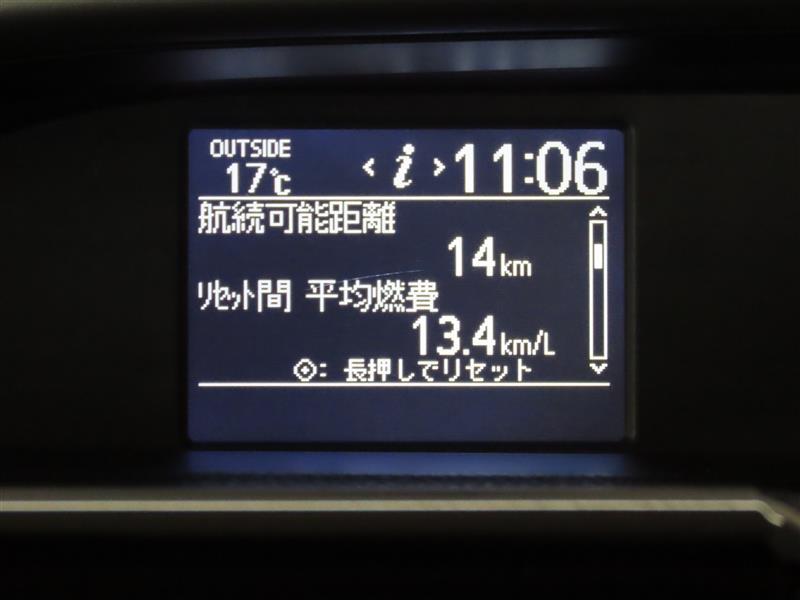 OUTSIDE
17℃ < i > 11:06
航続可能距離
14km
リセット間 平均燃費
13.4km/L
: 長押しでリセット